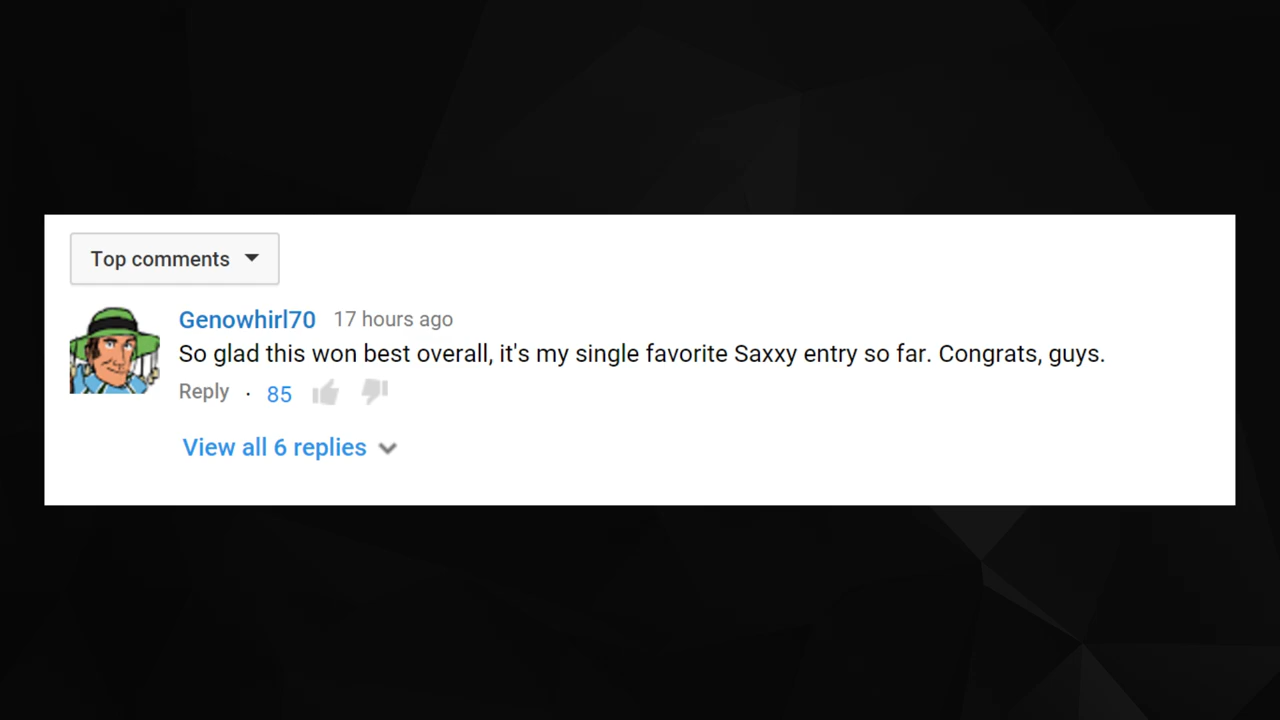 Top comments
Genowhirl70 17 hours ago
So glad this won best overall, it's my single favorite Saxxy entry so far. Congrats, guys.
Reply · 85
View all 6 replies